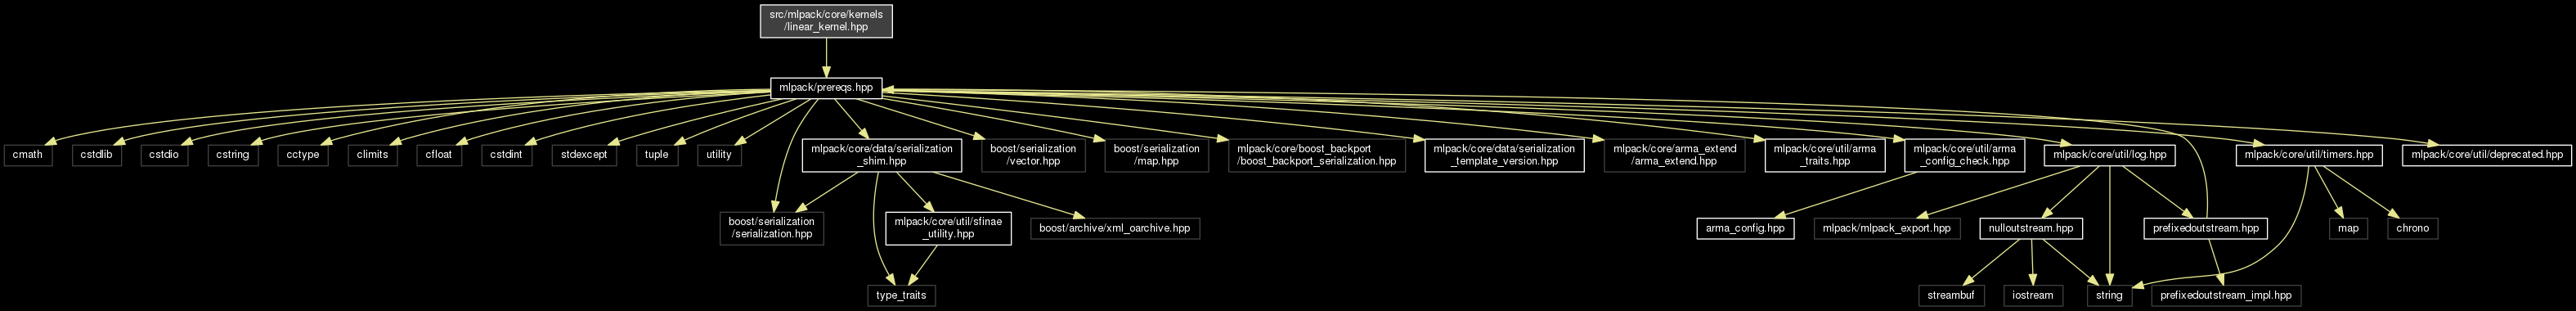 src/mlpack/core/kernels
/linear_kernel.hpp
mlpack/prereqs.hpp
cmath
cstdlib
cstdio
cstring
cctype
climits
cfloat
cstdint
stdexcept
tuple
utility
mlpack/core/data/serialization
_shim.hpp
boost/serialization
/vector.hpp
boost/serialization
/map.hpp
mlpack/core/boost_backport
/boost_backport_serialization.hpp
mlpack/core/data/serialization
_template_version.hpp
mlpack/core/arma_extend
/arma_extend.hpp
mlpack/core/util/arma
_traits.hpp
mlpack/core/util/arma
_config_check.hpp
mlpack/core/util/log.hpp
mlpack/core/util/timers.hpp
mlpack/core/util/deprecated.hpp
boost/serialization
/serialization.hpp
mlpack/core/util/sfinae
_utility.hpp
boost/archive/xml_oarchive.hpp
arma_config.hpp
mlpack/mlpack_export.hpp
nulloutstream.hpp
prefixedoutstream.hpp
map
chrono
type_traits
streambuf
iostream
string
prefixedoutstream_impl.hpp